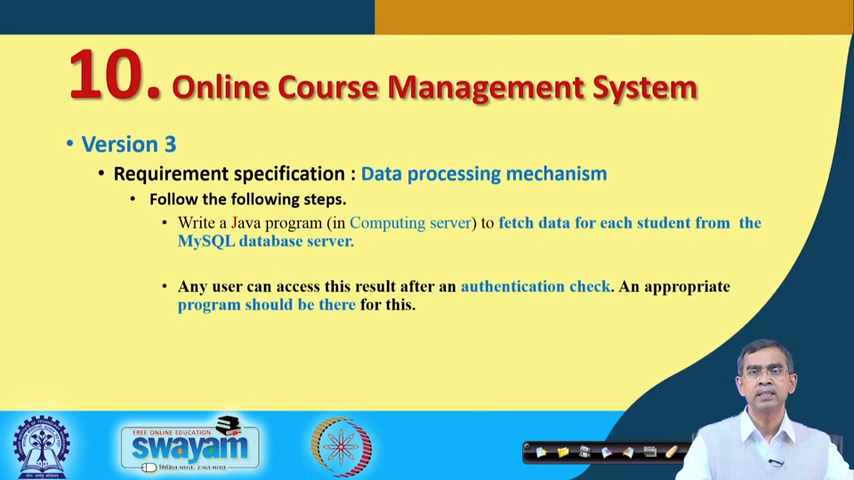 10. Online Course Management System
• Version 3
• Requirement specification : Data processing mechanism
• Follow the following steps.
• Write a Java program (in Computing server) to fetch data for each student from the
MySQL database server.
• Any user can access this result after an authentication check. An appropriate
program should be there for this.
FREE ONLINE EDUCATION
swayam